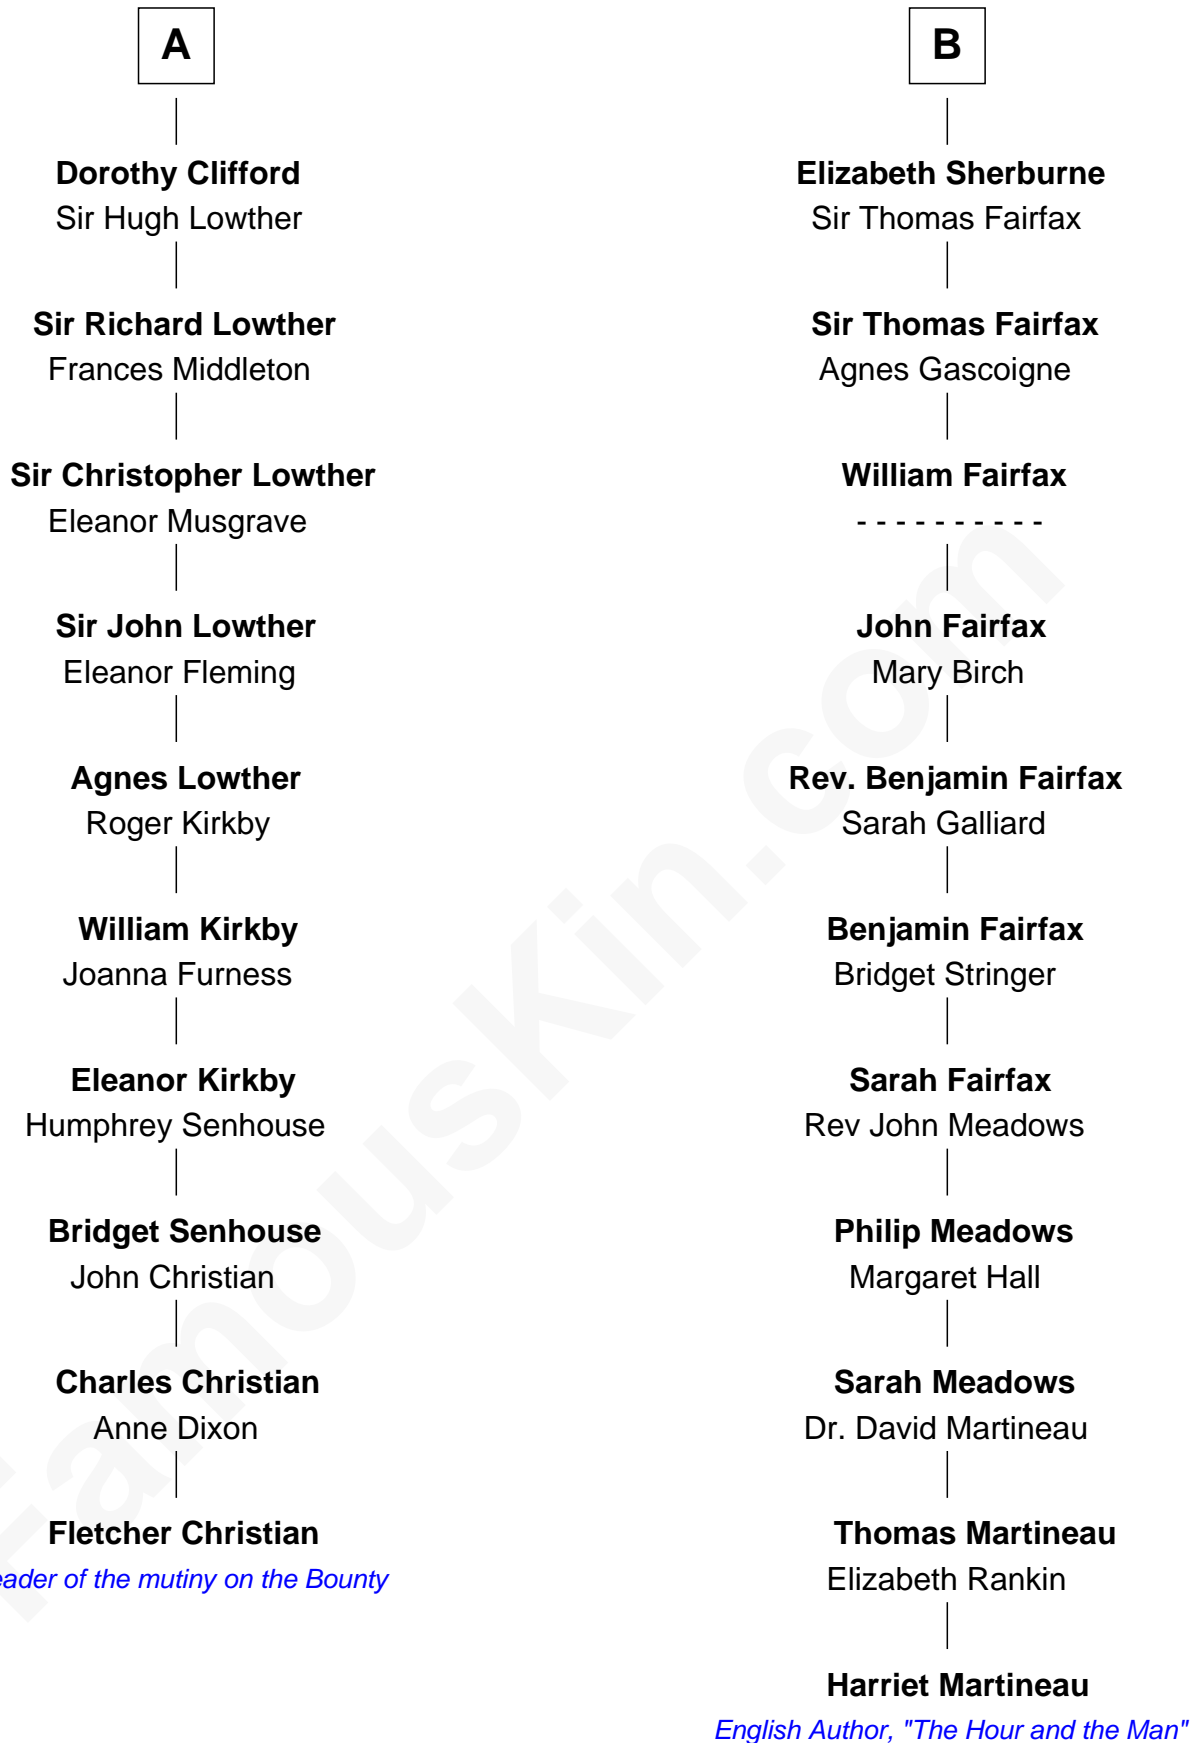 A
Dorothy Clifford
Sir Hugh Lowther
Sir Richard Lowther
Frances Middleton
Sir Christopher Lowther
Eleanor Musgrave
Sir John Lowther
Eleanor Fleming
Agnes Lowther
Roger Kirkby
William Kirkby
Joanna Furness
Eleanor Kirkby
Humphrey Senhouse
Bridget Senhouse
John Christian
Charles Christian
Anne Dixon
Fletcher Christian
eader of the mutiny on the Bounty
B
Elizabeth Sherburne
Sir Thomas Fairfax
Sir Thomas Fairfax
Agnes Gascoigne
William Fairfax
- - - - - - - - - -
John Fairfax
Mary Birch
Rev. Benjamin Fairfax
Sarah Galliard
Benjamin Fairfax
Bridget Stringer
Sarah Fairfax
Rev John Meadows
Philip Meadows
Margaret Hall
Sarah Meadows
Dr. David Martineau
Thomas Martineau
Elizabeth Rankin
Harriet Martineau
English Author, "The Hour and the Man"
FamousKin.com